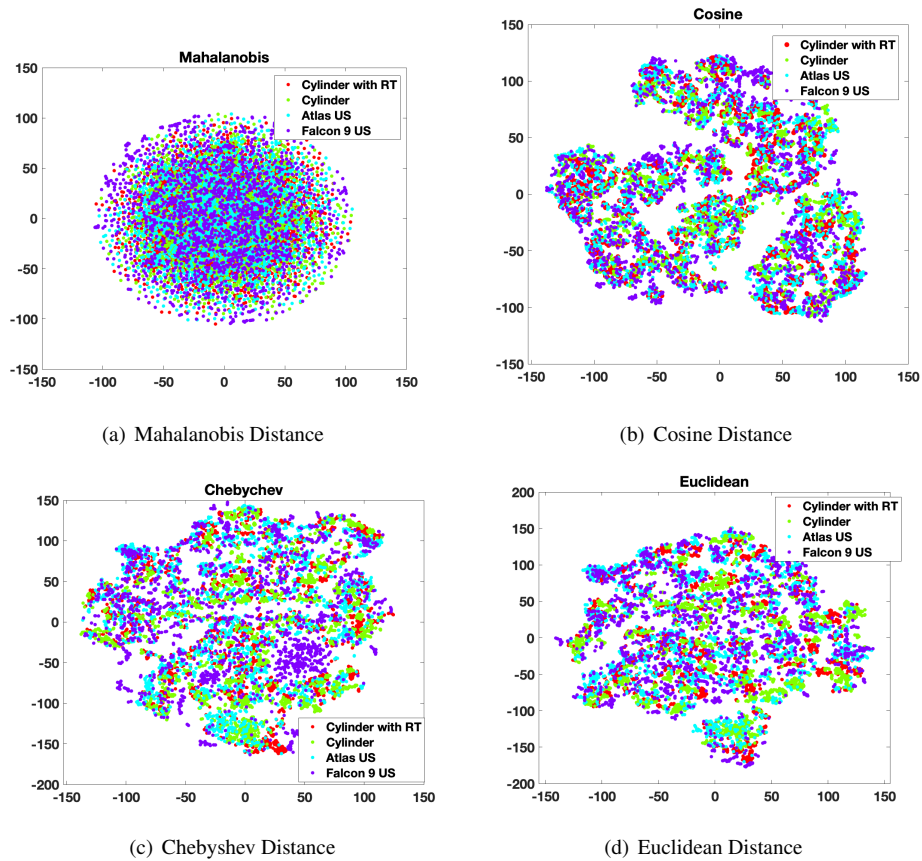 Mahalanobis
150
100
50
0
-50
-100
-150
-150 -100 -50 0 50 100 150
Cylinder with RT
Cylinder
Atlas US
Falcon 9 US
(a) Mahalanobis Distance
Cosine
150
100
50
0
-50
-100
-150
-150 -100 -50 0 50 100 150
Cylinder with RT
Cylinder
Atlas US
Falcon 9 US
(b) Cosine Distance
Chebychev
150
100
50
0
-50
-100
-150
-200
-150 -100 -50 0 50 100 150
Cylinder with RT
Cylinder
Atlas US
Falcon 9 US
(c) Chebyshev Distance
Euclidean
200
150
100
50
0
-50
-100
-150
-200
-150 -100 -50 0 50 100 150
Cylinder with RT
Cylinder
Atlas US
Falcon 9 US
(d) Euclidean Distance